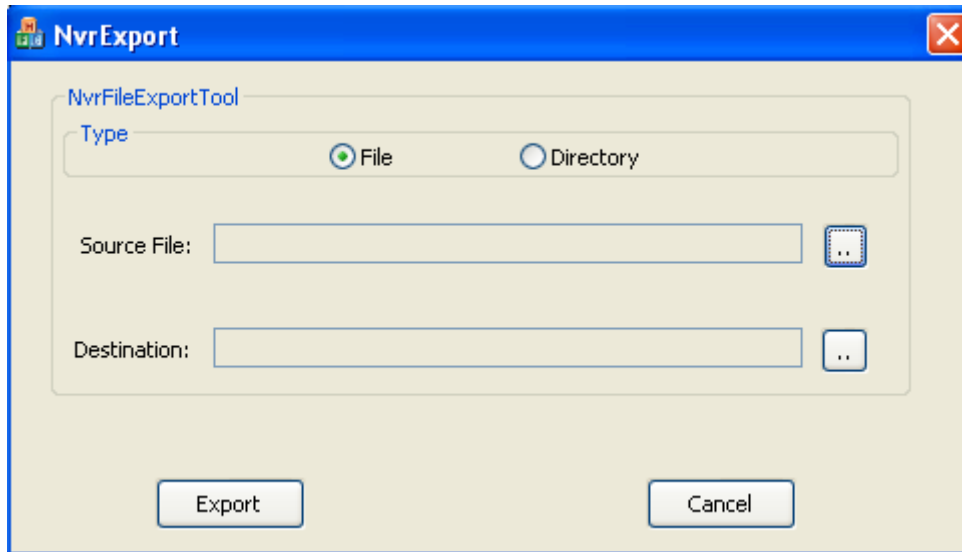 NvrExport
NvrFileExportTool
Type
File Directory
Source File: ..
Destination: ..
Export Cancel